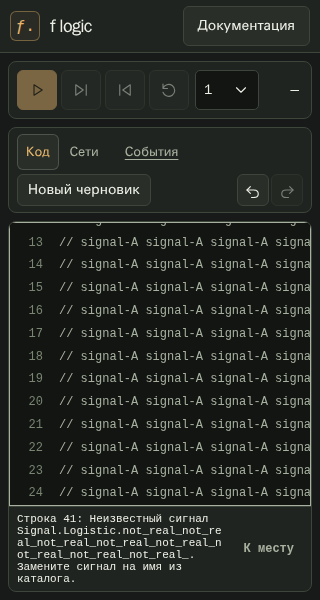 f. f logic Документация
1 –
Код Сети События
Новый черновик
13 // signal-A signal-A signal-A signa
14 // signal-A signal-A signal-A signa
15 // signal-A signal-A signal-A signa
16 // signal-A signal-A signal-A signa
17 // signal-A signal-A signal-A signa
18 // signal-A signal-A signal-A signa
19 // signal-A signal-A signal-A signa
20 // signal-A signal-A signal-A signa
21 // signal-A signal-A signal-A signa
22 // signal-A signal-A signal-A signa
23 // signal-A signal-A signal-A signa
24 // signal-A signal-A signal-A signa
Строка 41: Неизвестный сигнал
Signal.Logistic.not_real_not_re
al_not_real_not_real_not_real_n
ot_real_not_real_not_real_.
Замените сигнал на имя из
каталога.
К месту